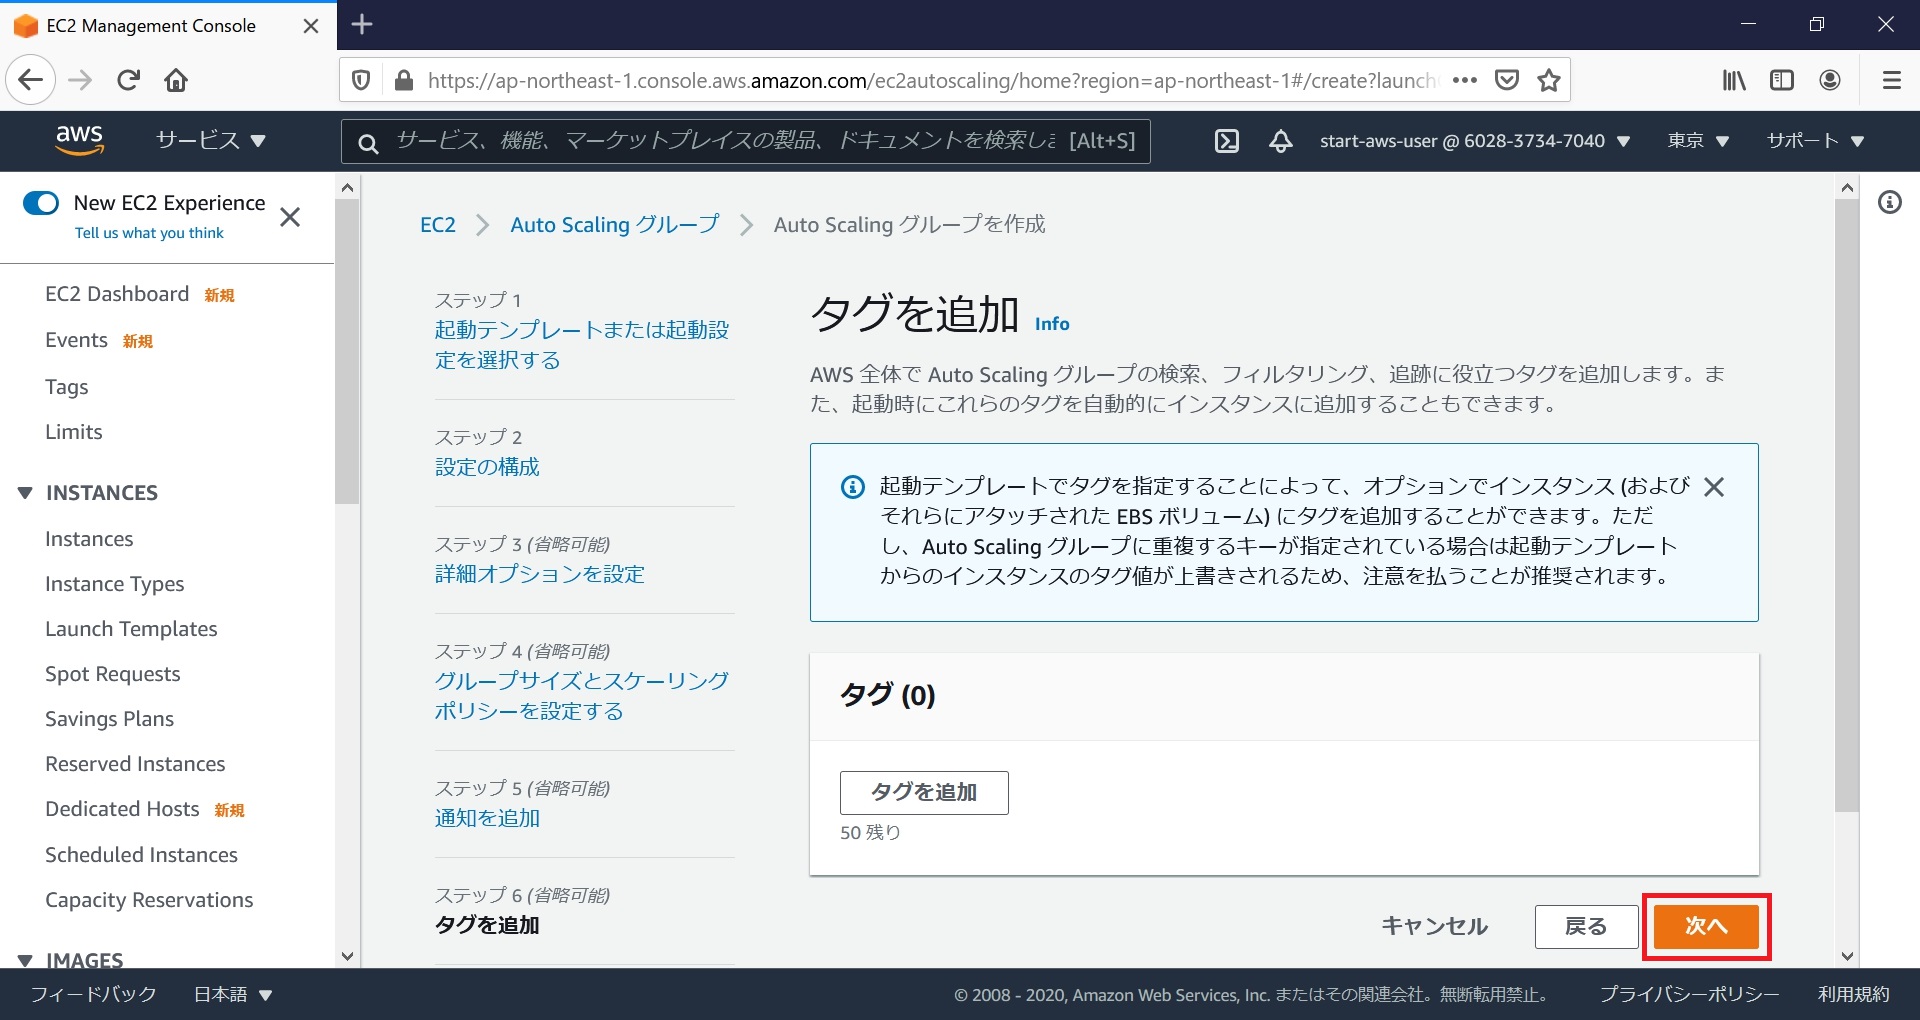 EC2 Management Console
https://ap-northeast-1.console.aws.amazon.com/ec2autoscaling/home?region=ap-northeast-1#/create?launch
aws
サービス
サービス、機能、マーケットプレイスの製品、ドキュメントを検索しま [Alt+S]
start-aws-user @ 6028-3734-7040
東京
サポート
New EC2 Experience
Tell us what you think
EC2 Dashboard 新規
Events 新規
Tags
Limits
INSTANCES
Instances
Instance Types
Launch Templates
Spot Requests
Savings Plans
Reserved Instances
Dedicated Hosts 新規
Scheduled Instances
Capacity Reservations
IMAGES
EC2 > Auto Scaling グループ > Auto Scaling グループを作成
ステップ 1
起動テンプレートまたは起動設
定を選択する
ステップ 2
設定の構成
ステップ 3 (省略可能)
詳細オプションを設定
ステップ 4 (省略可能)
グループサイズとスケーリング
ポリシーを設定する
ステップ 5 (省略可能)
通知を追加
ステップ 6 (省略可能)
タグを追加
タグを追加 Info
AWS 全体で Auto Scaling グループの検索、フィルタリング、追跡に役立つタグを追加します。ま
た、起動時にこれらのタグを自動的にインスタンスに追加することもできます。
起動テンプレートでタグを指定することによって、オプションでインスタンス (および
それらにアタッチされた EBS ボリューム) にタグを追加することができます。ただ
し、Auto Scaling グループに重複するキーが指定されている場合は起動テンプレート
からのインスタンスのタグ値が上書きされるため、注意を払うことが推奨されます。
タグ (0)
タグを追加
50 残り
キャンセル
戻る
次へ
フィードバック
日本語
© 2008 - 2020, Amazon Web Services, Inc. またはその関連会社。無断転用禁止。
プライバシーポリシー
利用規約